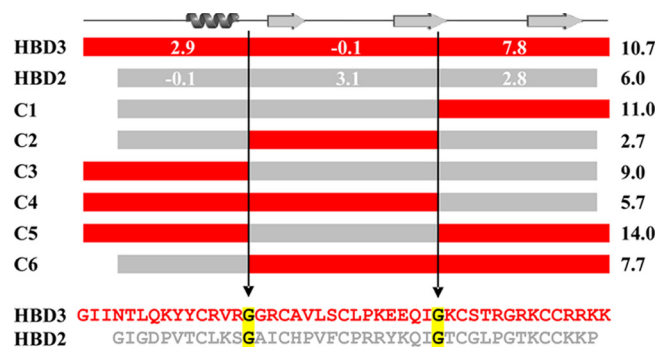 HBD3 2.9 -0.1 7.8 10.7
HBD2 -0.1 3.1 2.8 6.0
C1 11.0
C2 2.7
C3 9.0
C4 5.7
C5 14.0
C6 7.7
HBD3 GIINTLQKYYCRVRGGRCAVLSCLPKEEQIGKCSTRGRKCCRRKK
HBD2 GIGDPVTCLKSGAICHPVFCPRRYKQIGTCGLPGTKCCKKP